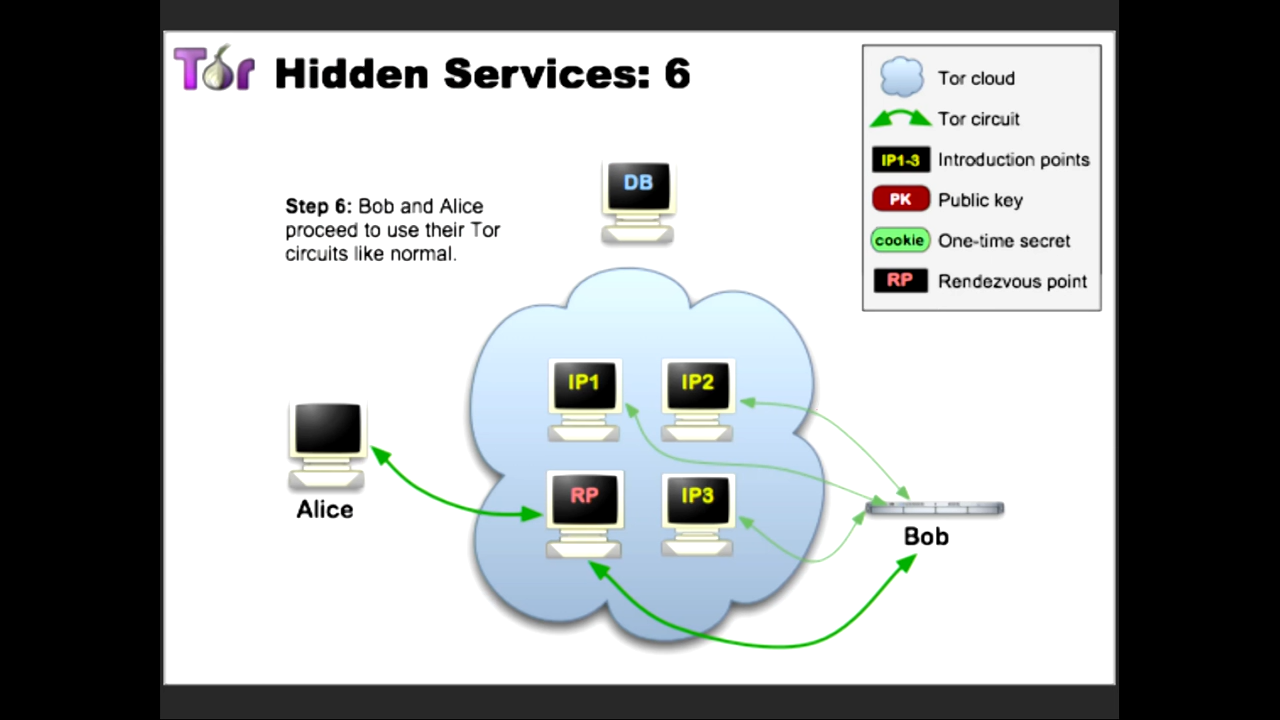 Tor Hidden Services: 6
Tor cloud
Tor circuit
IP1-3 Introduction points
PK Public key
cookie One-time secret
RP Rendezvous point
DB
Step 6: Bob and Alice
proceed to use their Tor
circuits like normal.
IP1 IP2
RP IP3
Alice
Bob